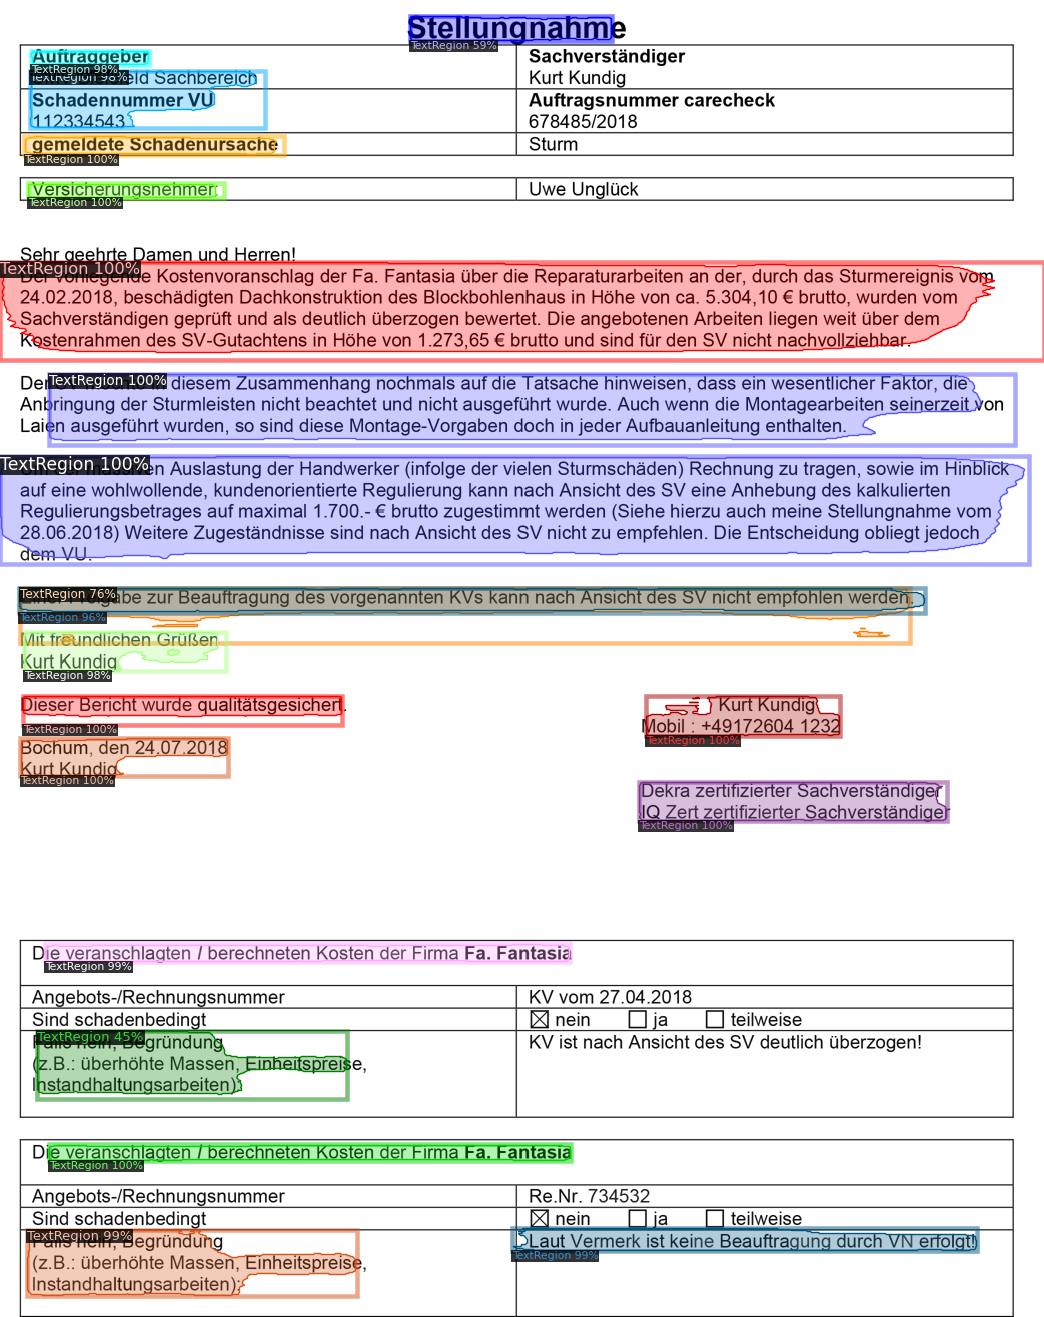 Stellungnahme
TextRegion 59%
Auftraggeber
Sachverständiger
TextRegion 98%
TextRegion 98%
eld Sachbereich
Kurt Kundig
Schadennummer VU
Auftragsnummer carecheck
112334543
678485/2018
gemeldete Schadenursache
Sturm
TextRegion 100%
Versicherungsnehmer:
Uwe Unglück
TextRegion 100%
Sehr geehrte Damen und Herren!
TextRegion 100%
Der vorliegende Kostenvoranschlag der Fa. Fantasia über die Reparaturarbeiten an der, durch das Sturmereignis vom
24.02.2018, beschädigten Dachkonstruktion des Blockbohlenhaus in Höhe von ca. 5.304,10 € brutto, wurden vom
Sachverständigen geprüft und als deutlich überzogen bewertet. Die angebotenen Arbeiten liegen weit über dem
Kostenrahmen des SV-Gutachtens in Höhe von 1.273,65 € brutto und sind für den SV nicht nachvollziehbar.
TextRegion 100%
Der diesem Zusammenhang nochmals auf die Tatsache hinweisen, dass ein wesentlicher Faktor, die
Anbringung der Sturmleisten nicht beachtet und nicht ausgeführt wurde. Auch wenn die Montagearbeiten seinerzeit von
Laien ausgeführt wurden, so sind diese Montage-Vorgaben doch in jeder Aufbauanleitung enthalten.
TextRegion 100%
en Auslastung der Handwerker (infolge der vielen Sturmschäden) Rechnung zu tragen, sowie im Hinblick
auf eine wohlwollende, kundenorientierte Regulierung kann nach Ansicht des SV eine Anhebung des kalkulierten
Regulierungsbetrages auf maximal 1.700.- € brutto zugestimmt werden (Siehe hierzu auch meine Stellungnahme vom
28.06.2018) Weitere Zugeständnisse sind nach Ansicht des SV nicht zu empfehlen. Die Entscheidung obliegt jedoch
dem VU.
TextRegion 76%
Eine Freigabe zur Beauftragung des vorgenannten KVs kann nach Ansicht des SV nicht empfohlen werden.
TextRegion 96%
Mit freundlichen Grüßen
Kurt Kundig
TextRegion 98%
Dieser Bericht wurde qualitätsgesichert.
Kurt Kundig
TextRegion 100%
Mobil : +49172604 1232
TextRegion 100%
Bochum, den 24.07.2018
Kurt Kundig
TextRegion 100%
Dekra zertifizierter Sachverständiger
IQ Zert zertifizierter Sachverständiger
TextRegion 100%
Die veranschlagten / berechneten Kosten der Firma Fa. Fantasia
TextRegion 99%
Angebots-/Rechnungsnummer
KV vom 27.04.2018
Sind schadenbedingt
nein ja teilweise
TextRegion 45%
Falls nein, Begründung
(z.B.: überhöhte Massen, Einheitspreise,
Instandhaltungsarbeiten):
KV ist nach Ansicht des SV deutlich überzogen!
Die veranschlagten / berechneten Kosten der Firma Fa. Fantasia
TextRegion 100%
Angebots-/Rechnungsnummer
Re.Nr. 734532
Sind schadenbedingt
nein ja teilweise
TextRegion 99%
Falls nein, Begründung
(z.B.: überhöhte Massen, Einheitspreise,
Instandhaltungsarbeiten):
Laut Vermerk ist keine Beauftragung durch VN erfolgt!
TextRegion 99%